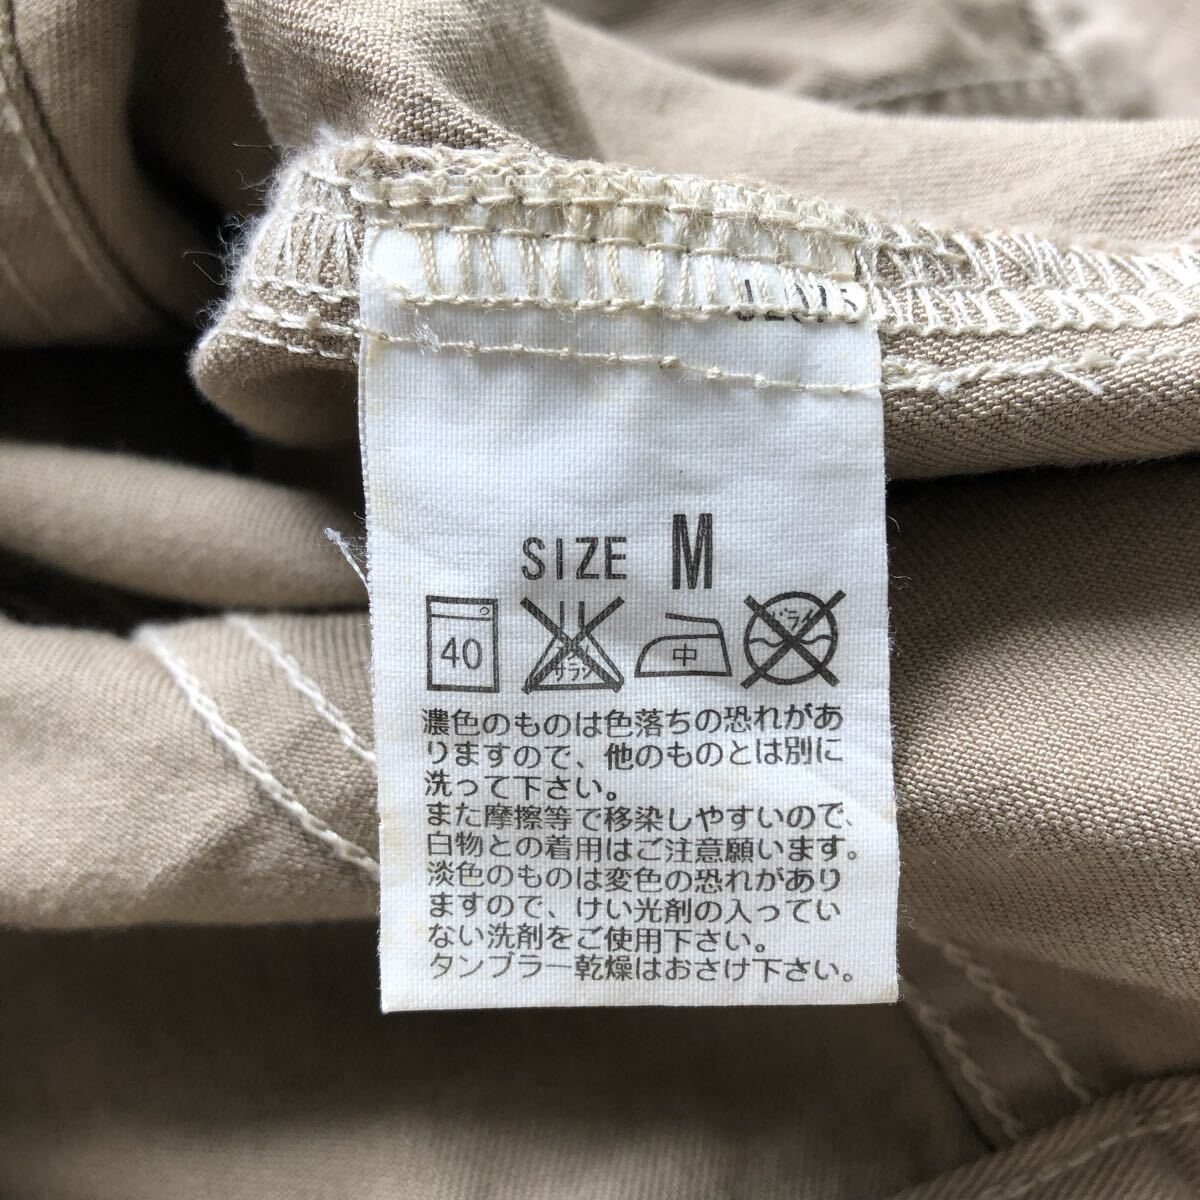 SIZE M
40
サラシ
中
ドライ
濃色のものは色落ちの恐れがあ
りますので、他のものとは別に
洗って下さい。
また摩擦等で移染しやすいので、
白物との着用はご注意願います。
淡色のものは変色の恐れがあり
ますので、けい光剤の入ってい
ない洗剤をご使用下さい。
タンブラー乾燥はおさけ下さい。